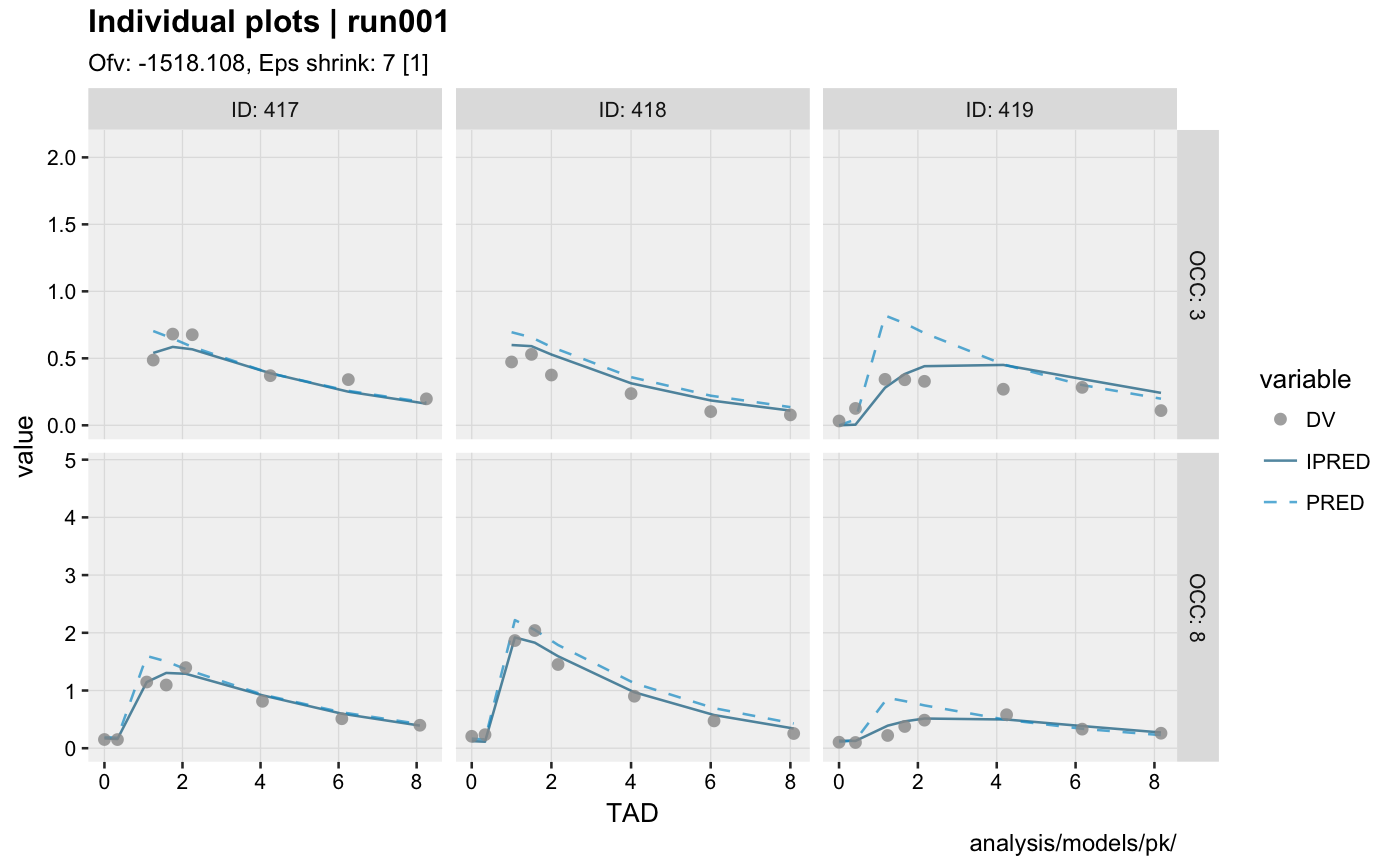 Individual plots | run001
Ofv: -1518.108, Eps shrink: 7 [1]
ID: 417
ID: 418
ID: 419
2.0
1.5
1.0
0.5
0.0
OCC: 3
value
5
4
3
2
1
0
OCC: 8
0 2 4 6 8
0 2 4 6 8
0 2 4 6 8
TAD
variable
DV
IPRED
PRED
analysis/models/pk/